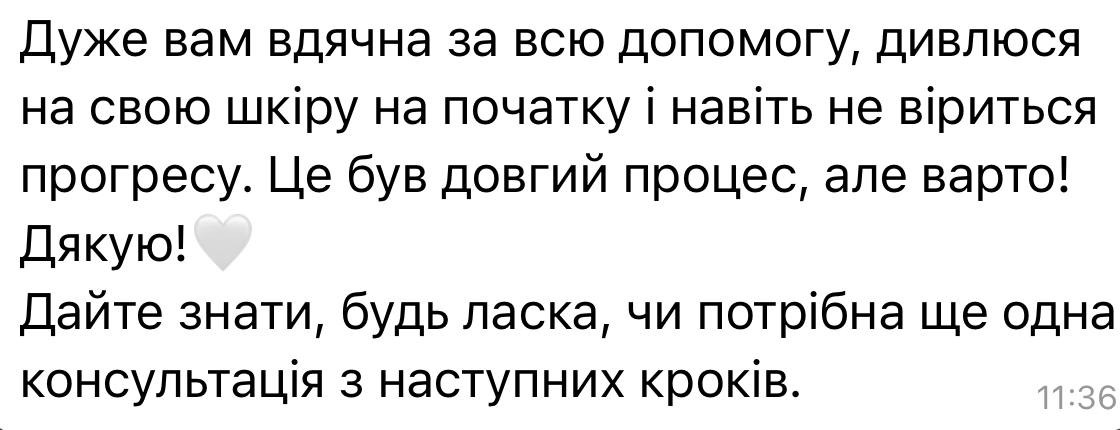 Дуже вам вдячна за всю допомогу, дивлюся
на свою шкіру на початку і навіть не віриться
прогресу. Це був довгий процес, але варто!
Дякую!🤍
Дайте знати, будь ласка, чи потрібна ще одна
консультація з наступних кроків.
11:36